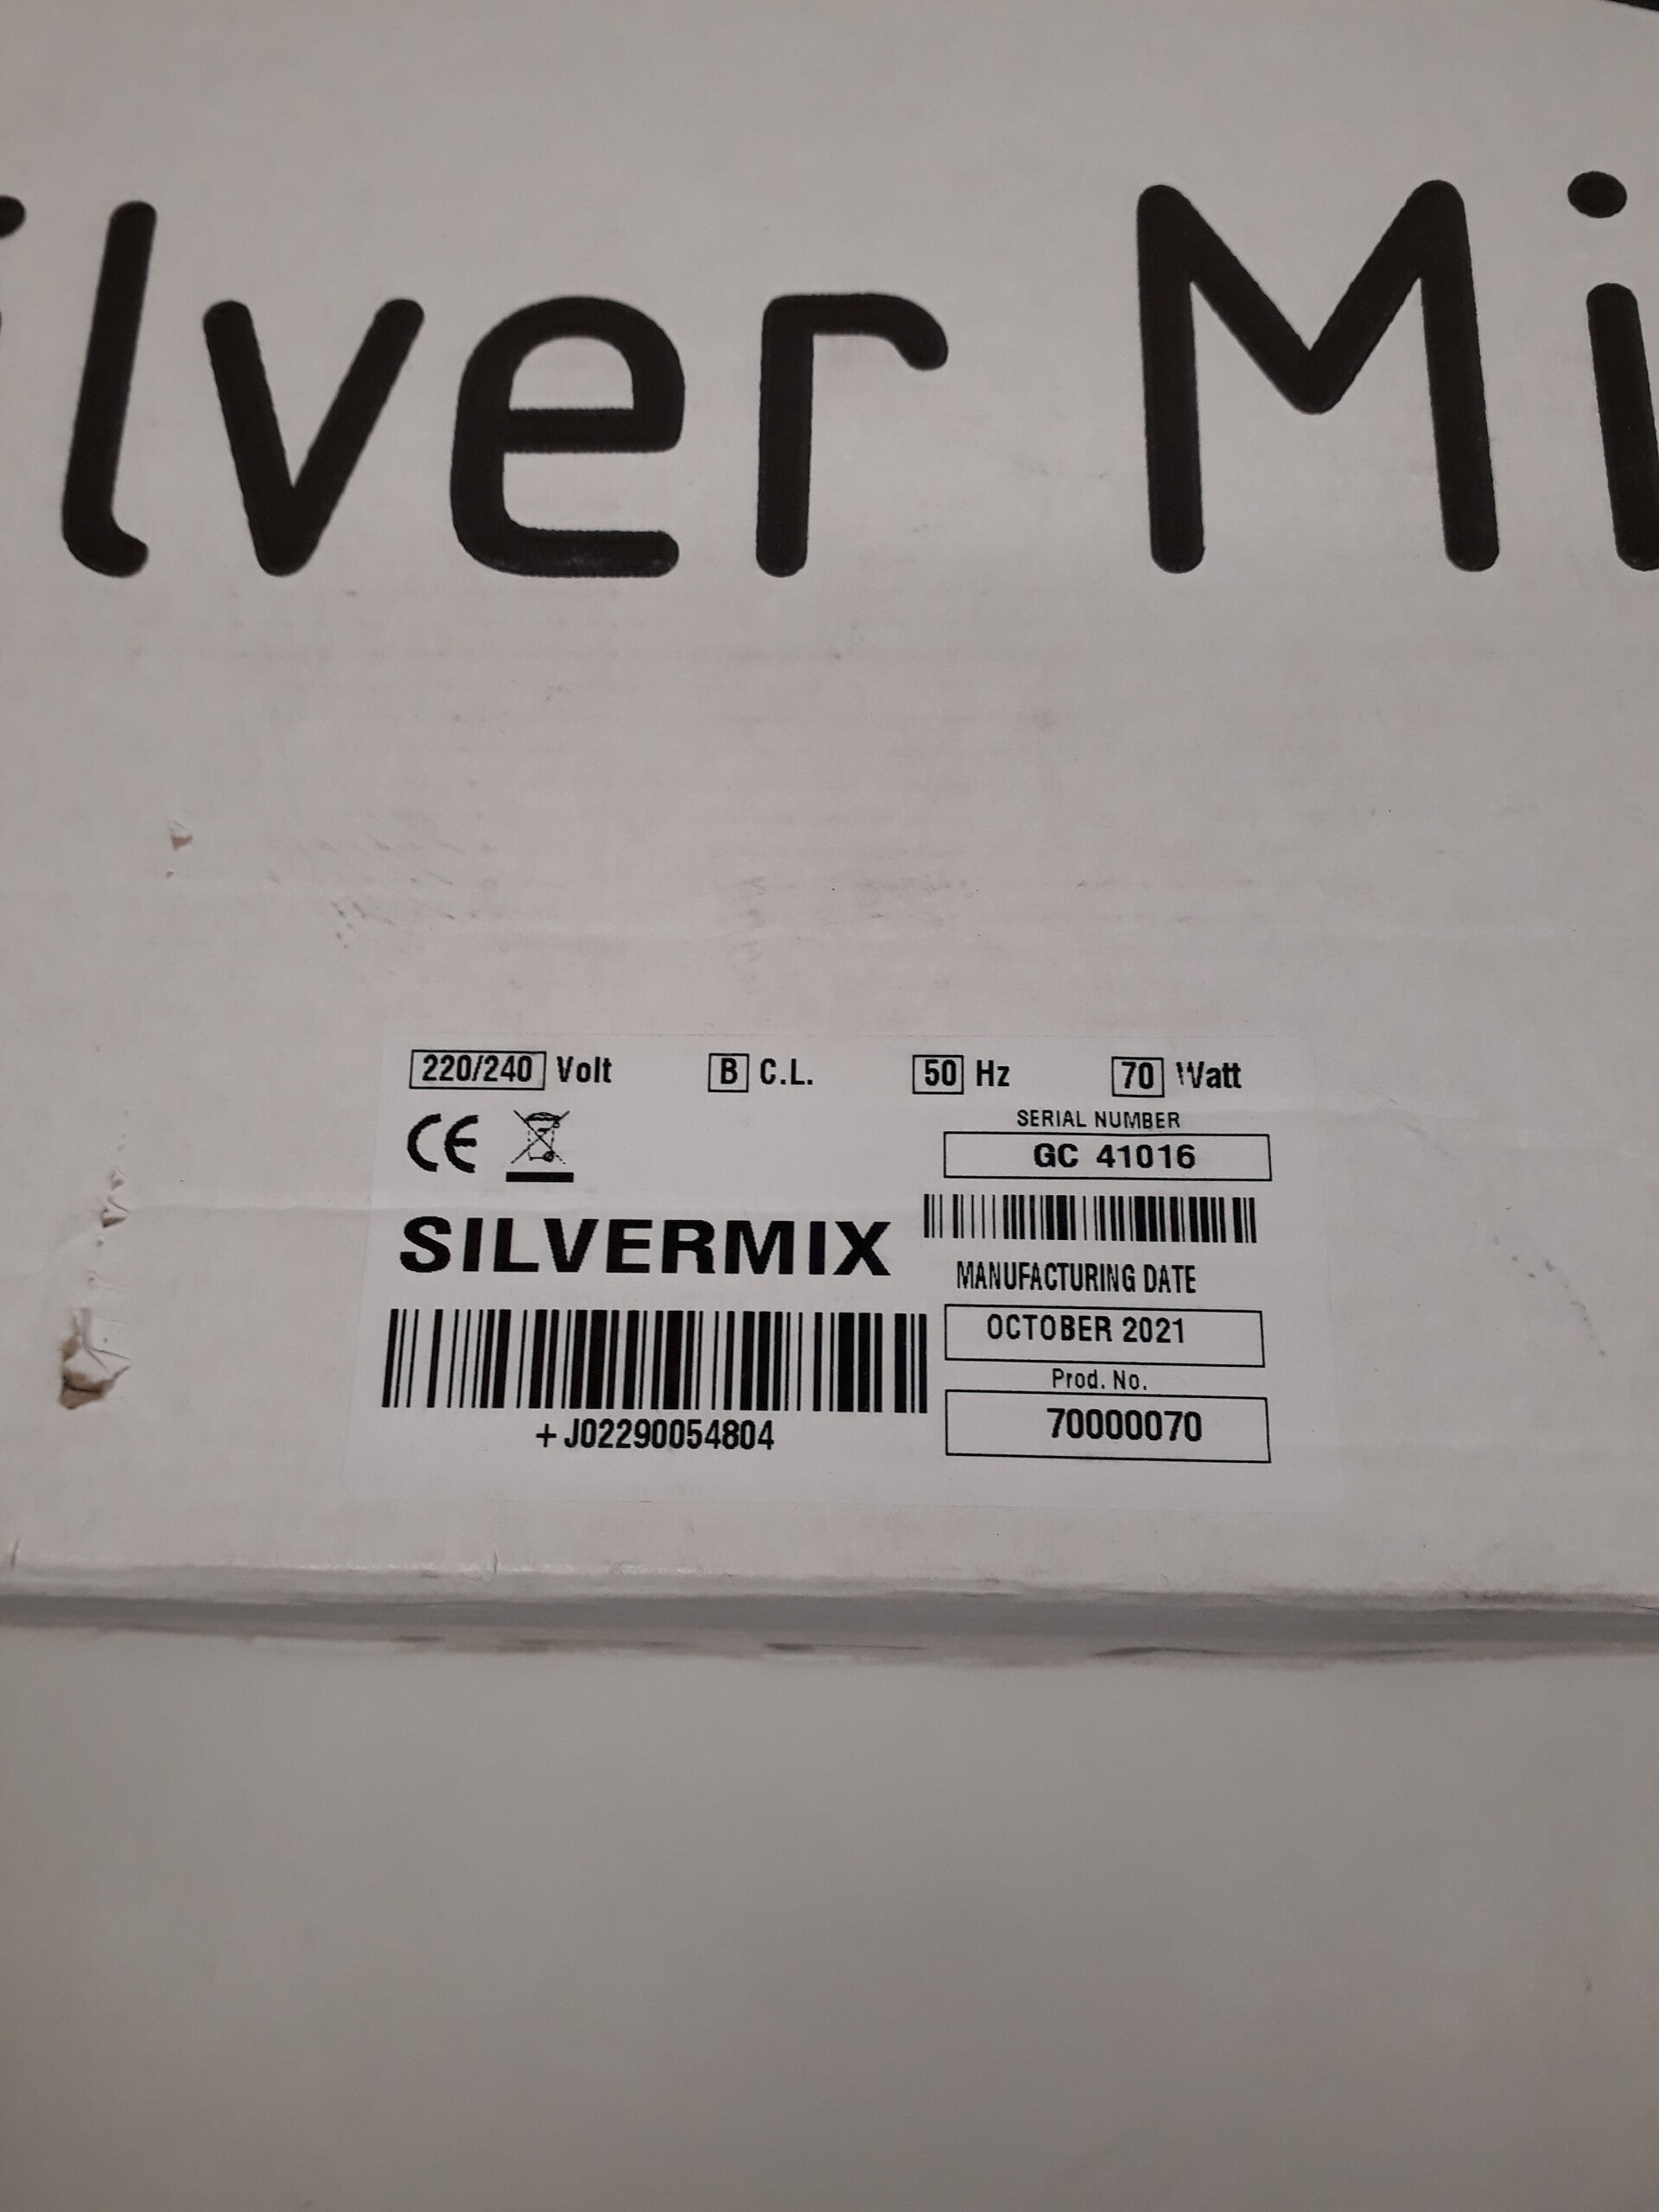 ilver Mi
220/240 Volt B C.L. 50 Hz 70 Watt
CE
SERIAL NUMBER
GC 41016
SILVERMIX
MANUFACTURING DATE
OCTOBER 2021
Prod. No.
70000070
+J02290054804